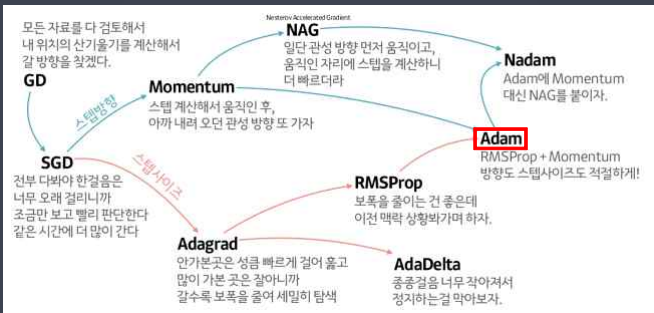 모든 자료를 다 검토해서
내 위치의 산기울기를 계산해서
갈 방향을 찾겠다.
GD
Nesterov Accelerated Gradient
NAG
일단 관성 방향 먼저 움직이고,
움직인 자리에 스텝을 계산하니
더 빠르더라
Nadam
Adam에 Momentum
대신 NAG를 붙이자.
Momentum
스텝 계산해서 움직인 후,
아까 내려 오던 관성 방향 또 가자
스텝방향
Adam
RMSProp + Momentum
방향도 스텝사이즈도 적절하게!
SGD
전부 다봐야 한걸음은
너무 오래 걸리니까
조금만 보고 빨리 판단한다
같은 시간에 더 많이 간다
스텝사이즈
RMSProp
보폭을 줄이는 건 좋은데
이전 맥락 상황봐가며 하자.
Adagrad
안가본곳은 성큼 빠르게 걸어 훑고
많이 가본 곳은 잘아니까
갈수록 보폭을 줄여 세밀히 탐색
AdaDelta
종종걸음 너무 작아져서
정지하는걸 막아보자.